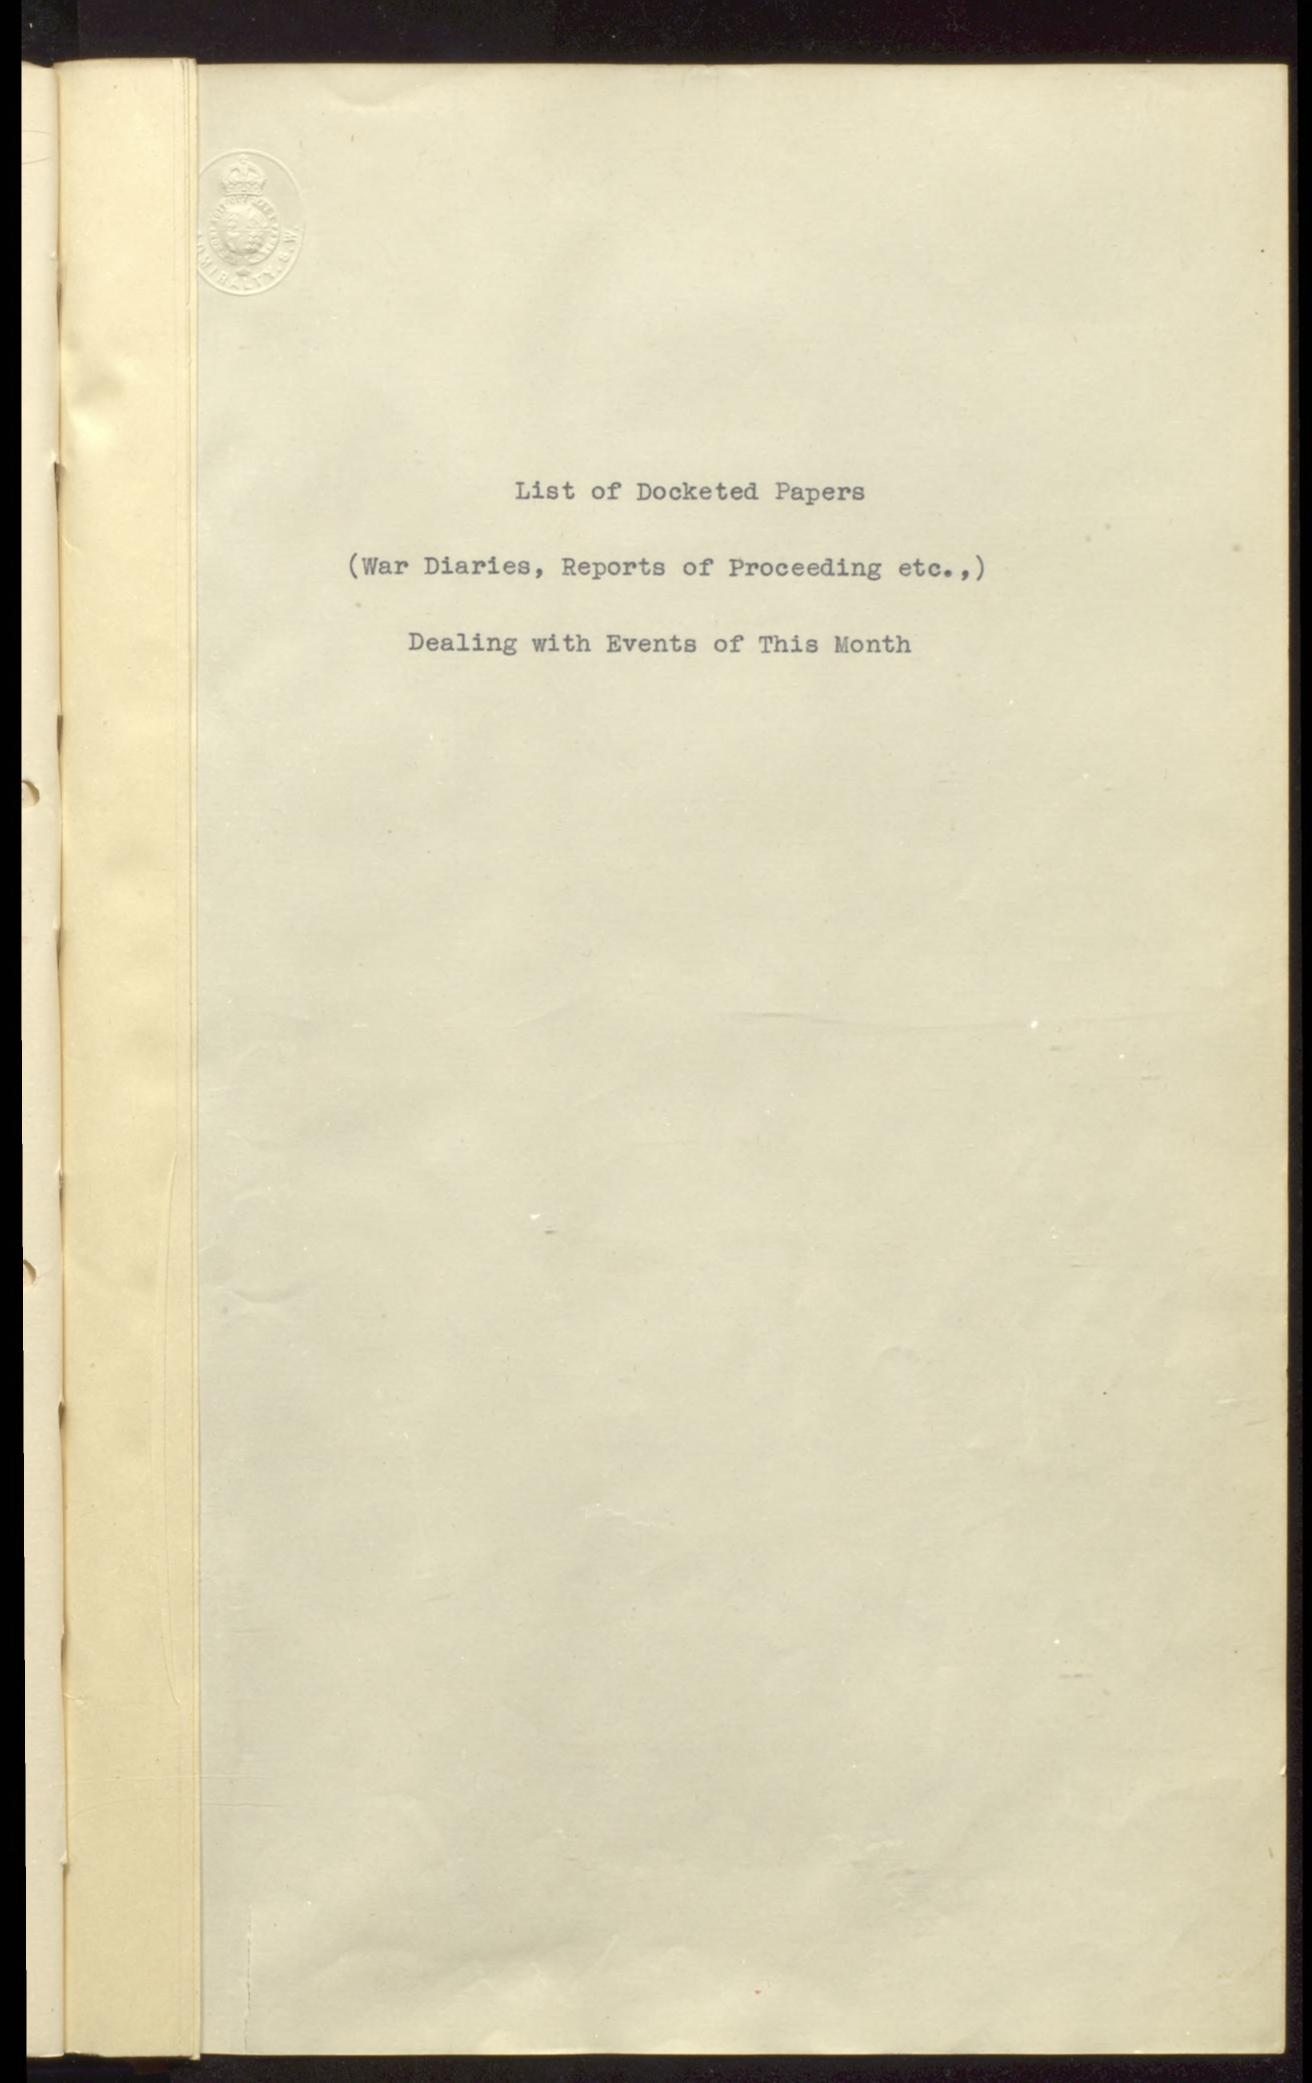 ADMIRALTY. S.W.
List of Docketed Papers
(War Diaries, Reports of Proceeding etc.,)
Dealing with Events of This Month